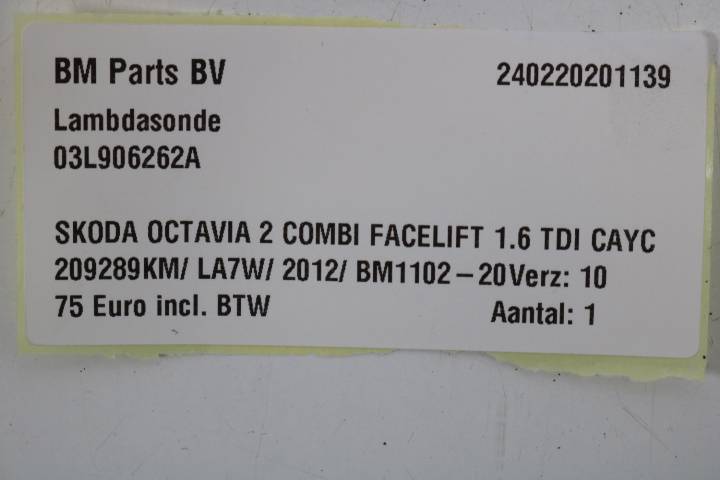 BM Parts BV 240220201139
Lambdasonde
03L906262A
SKODA OCTAVIA 2 COMBI FACELIFT 1.6 TDI CAYC
209289KM/ LA7W/ 2012/ BM1102-20Verz: 10
75 Euro incl. BTW Aantal: 1